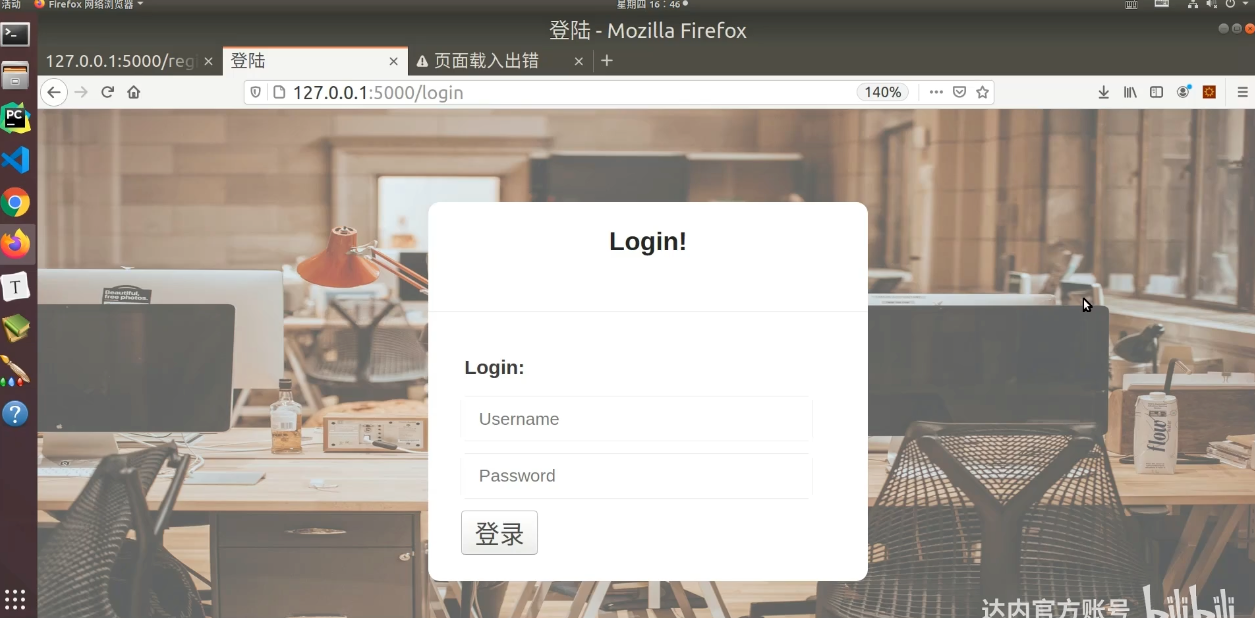 活动 Firefox 网络浏览器 星期四 16：46
登陆 - Mozilla Firefox
127.0.0.1:5000/reg 登陆 页面载入出错
127.0.0.1:5000/login 140%
Login!
Beautiful,
free photos.
Login:
Username
Password
登录
flow
PC
T
?
达内官方账号 bilibili